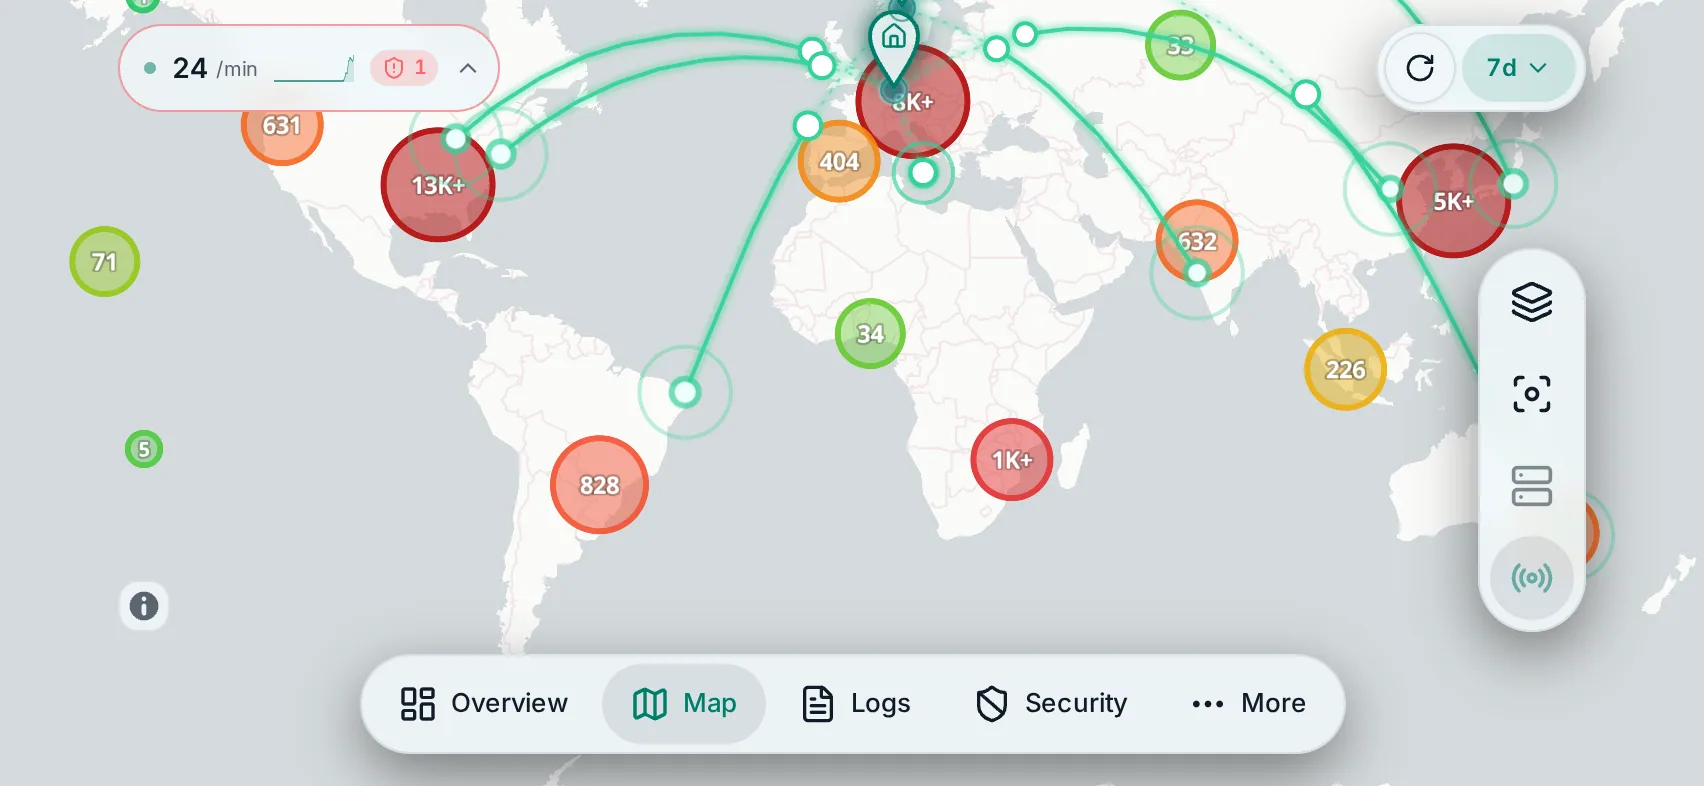 24 /min 1
7d
33
8K+
631
404
13K+
5K+
632
71
34
226
5
1K+
828
Overview
Map
Logs
Security
More